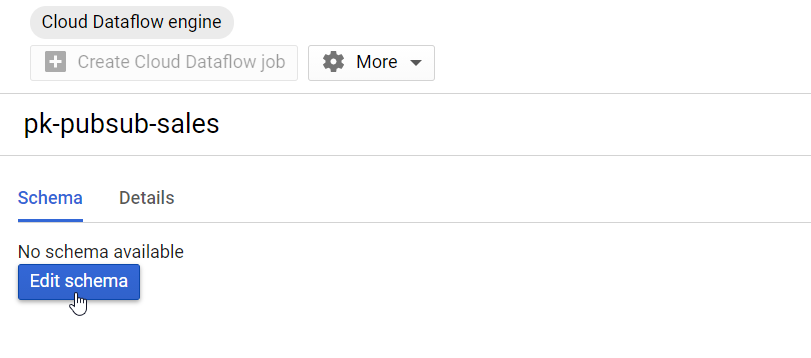 Cloud Dataflow engine
Create Cloud Dataflow job More
pk-pubsub-sales
Schema Details
No schema available
Edit schema